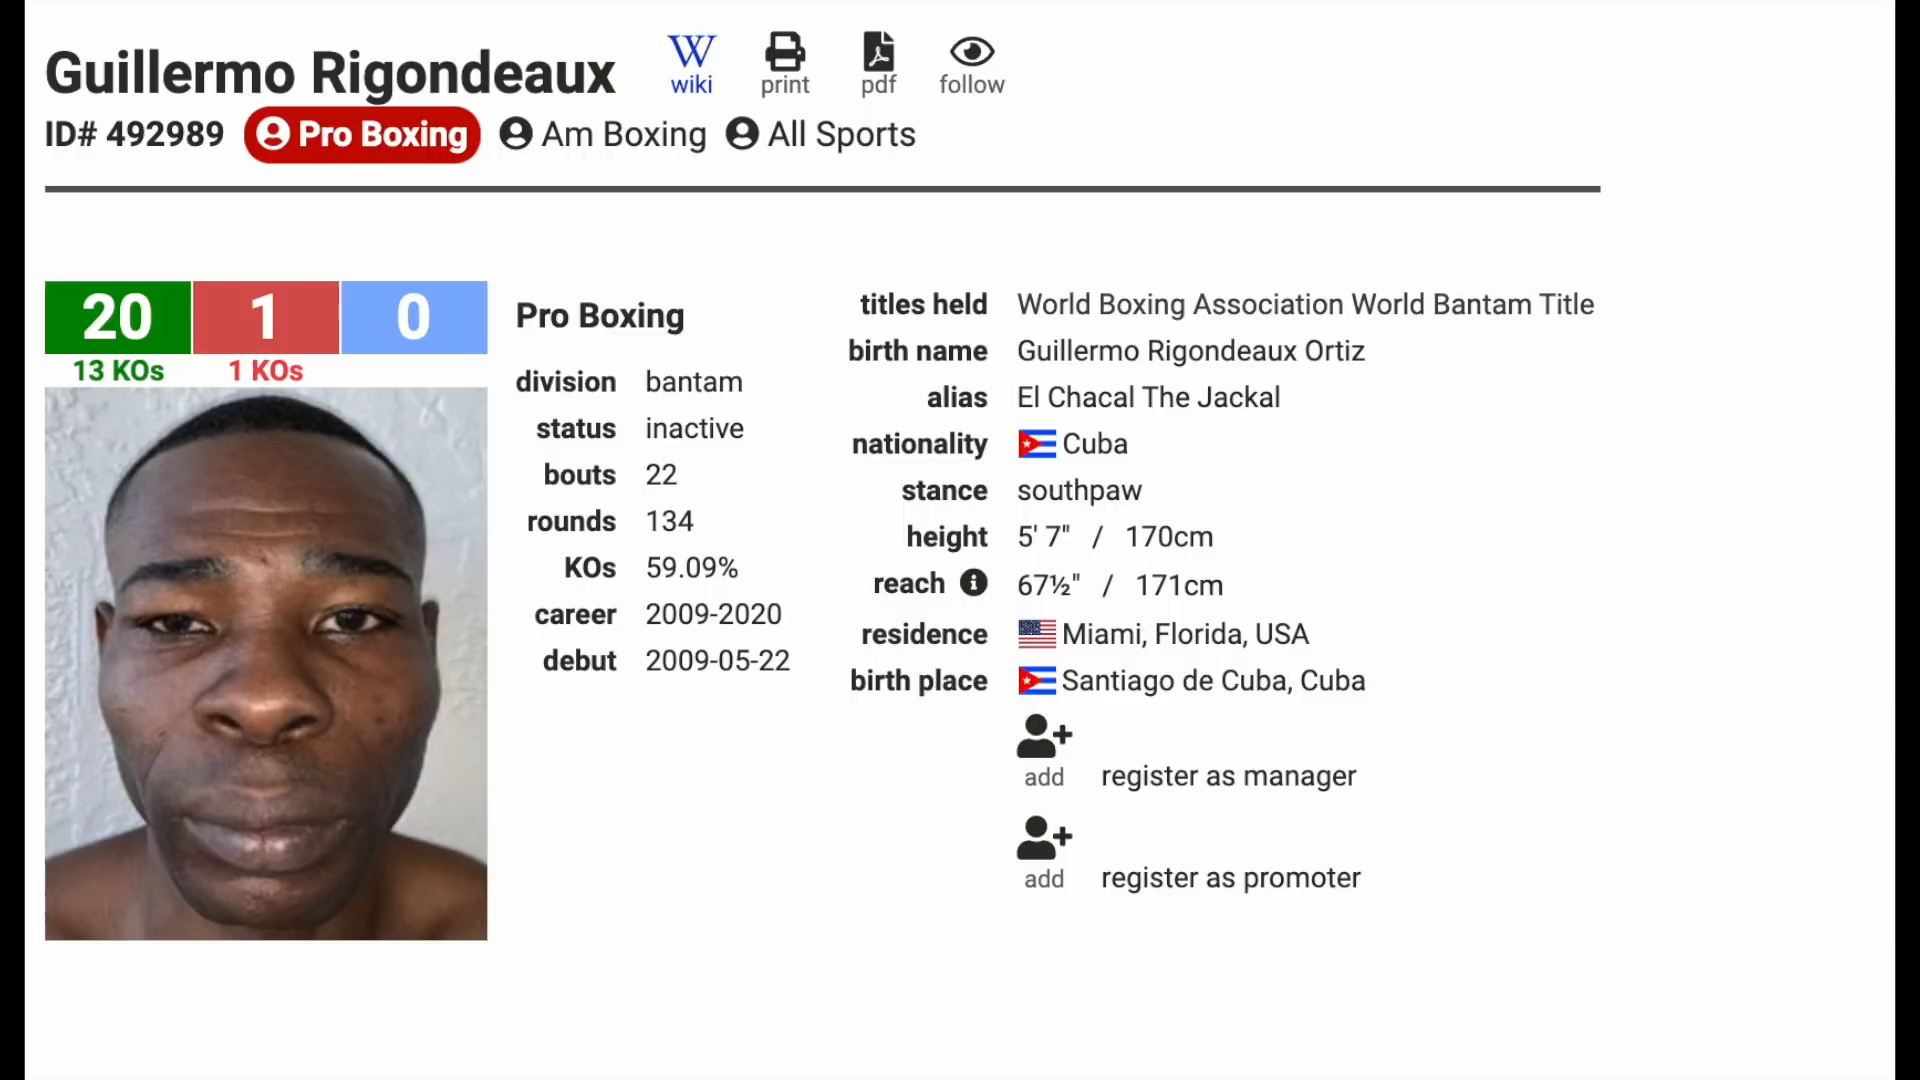 Guillermo Rigondeaux
wiki
print
pdf
follow
ID# 492989
Pro Boxing
Am Boxing
All Sports
20 1 0
13 KOs 1 KOs
Pro Boxing
division bantam
status inactive
bouts 22
rounds 134
KOs 59.09%
career 2009-2020
debut 2009-05-22
titles held World Boxing Association World Bantam Title
birth name Guillermo Rigondeaux Ortiz
alias El Chacal The Jackal
nationality Cuba
stance southpaw
height 5' 7" / 170cm
reach 67½" / 171cm
residence Miami, Florida, USA
birth place Santiago de Cuba, Cuba
add register as manager
add register as promoter